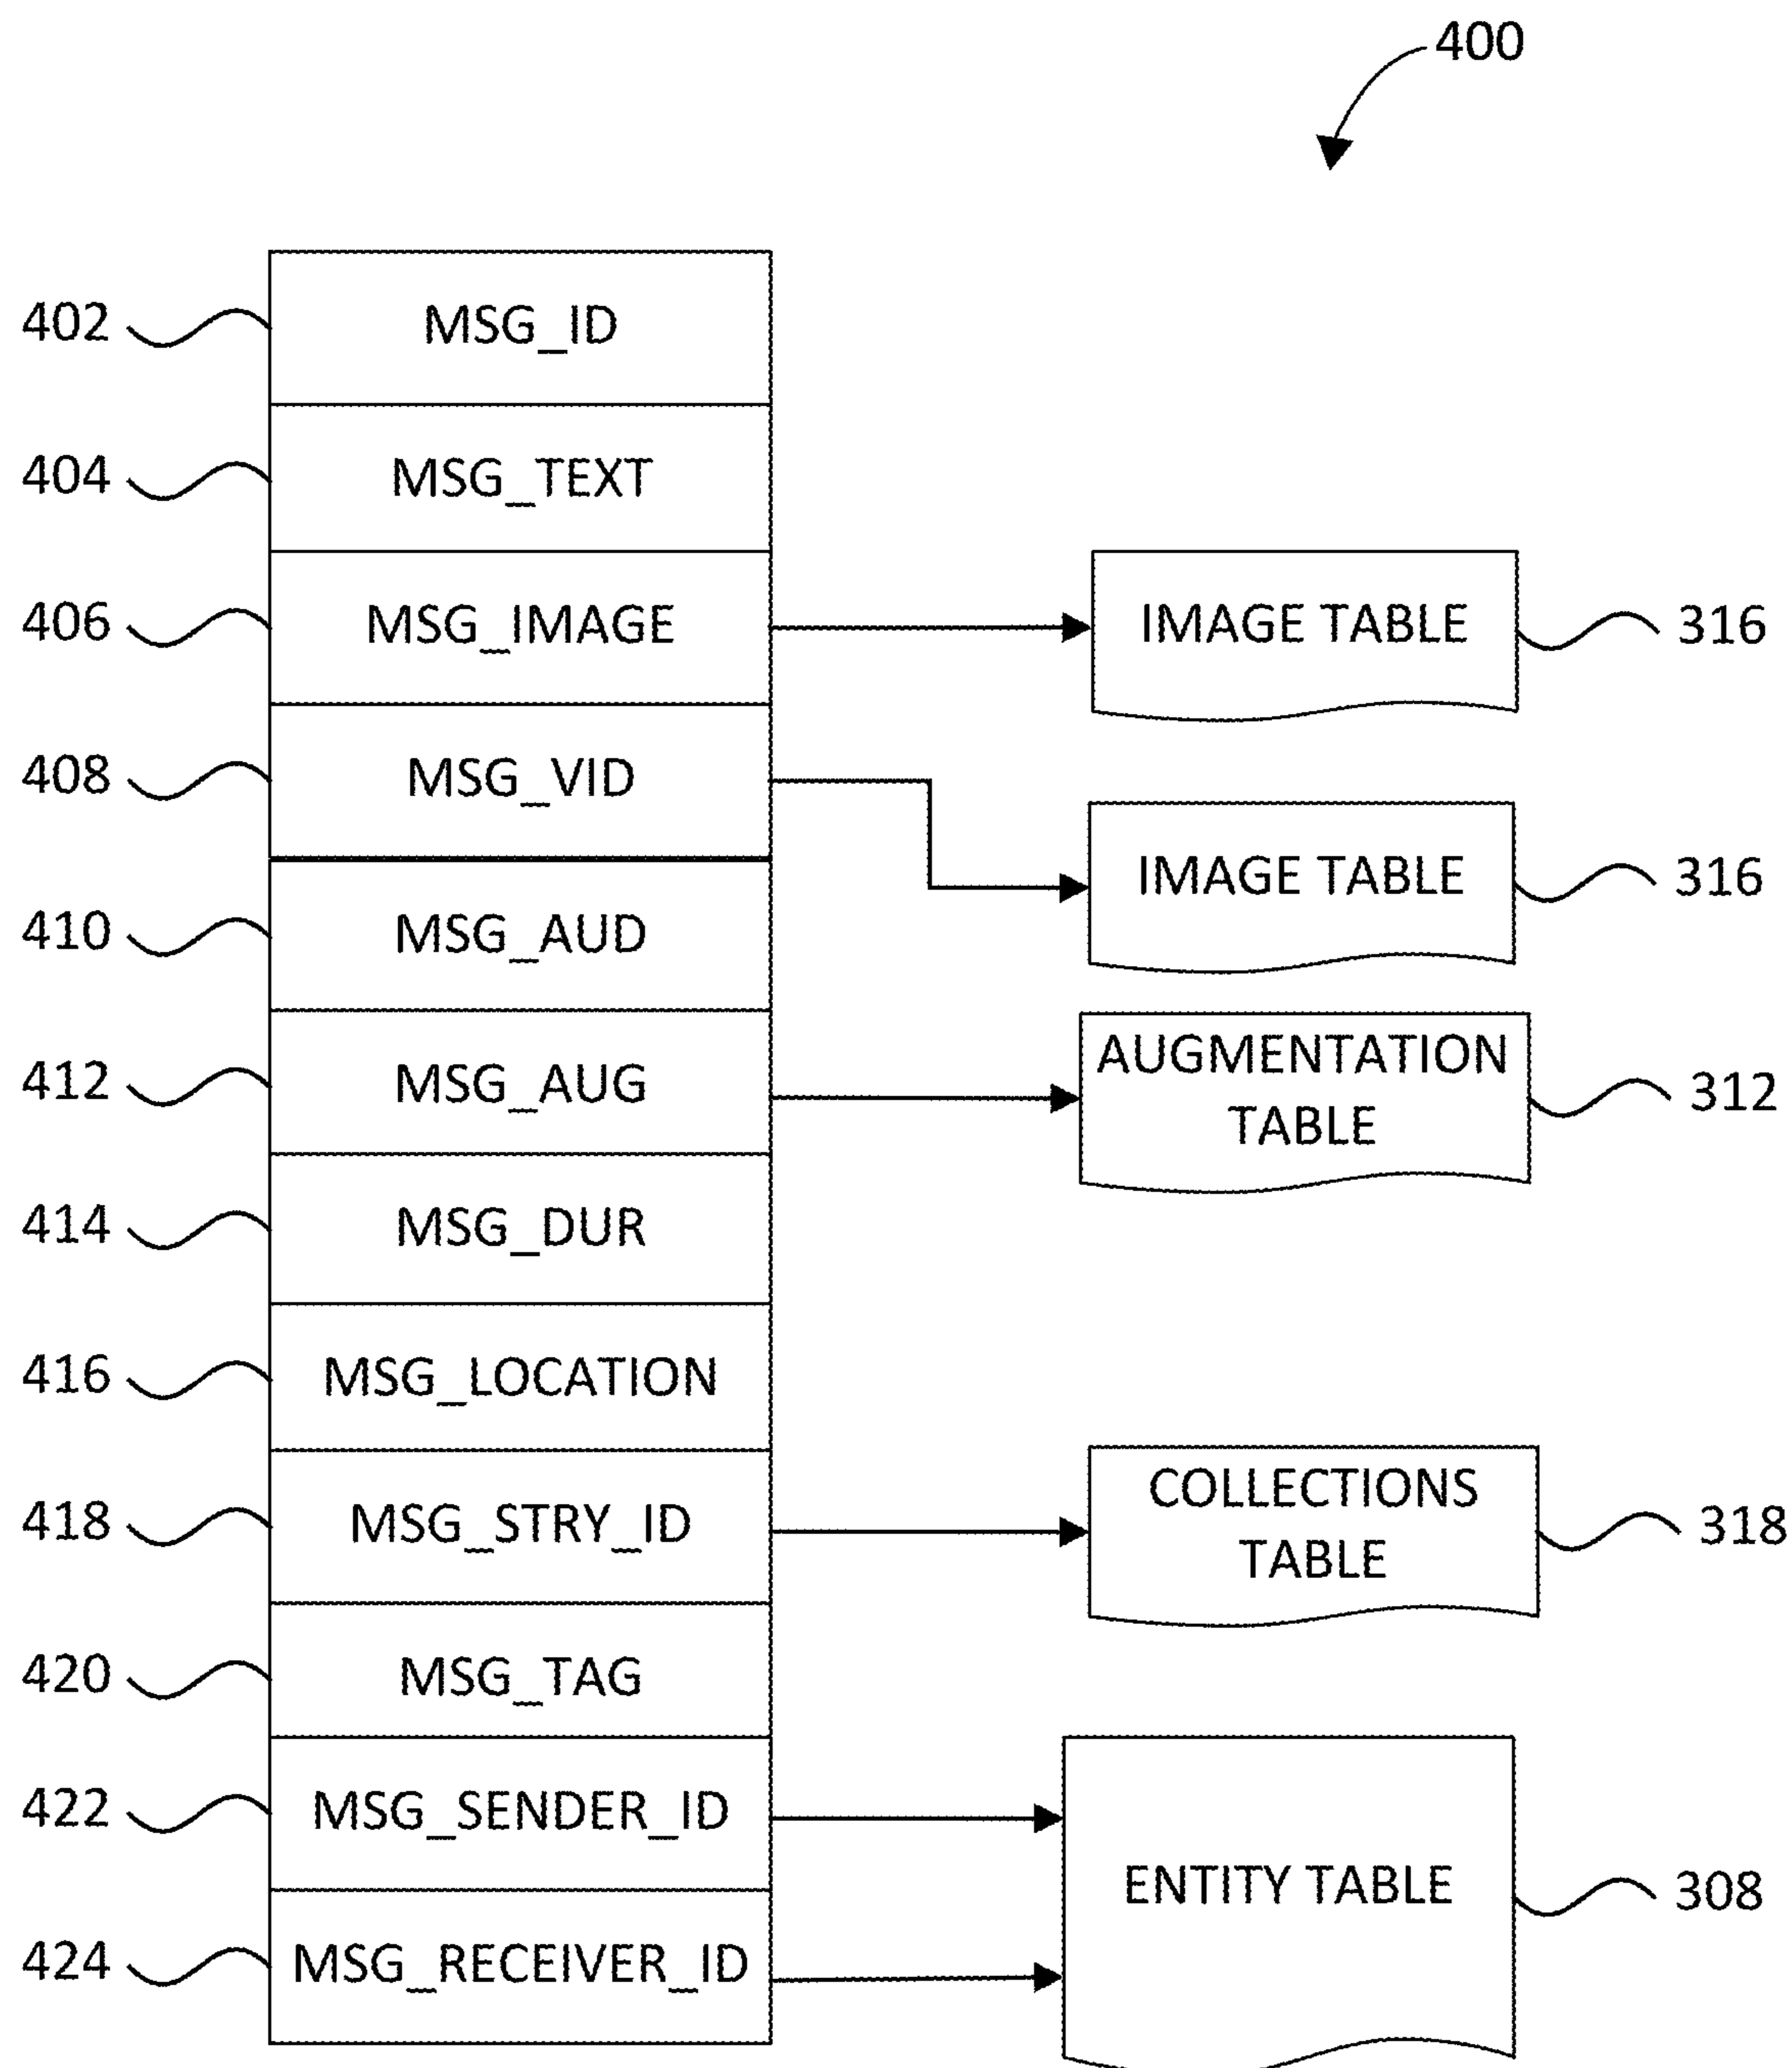 400
402 MSG_ID
404 MSG_TEXT
406 MSG_IMAGE IMAGE TABLE 316
408 MSG_VID
IMAGE TABLE 316
410 MSG_AUD
412 MSG_AUG AUGMENTATION TABLE 312
414 MSG_DUR
416 MSG_LOCATION
418 MSG_STRY_ID COLLECTIONS TABLE 318
420 MSG_TAG
422 MSG_SENDER_ID
ENTITY TABLE 308
424 MSG_RECEIVER_ID